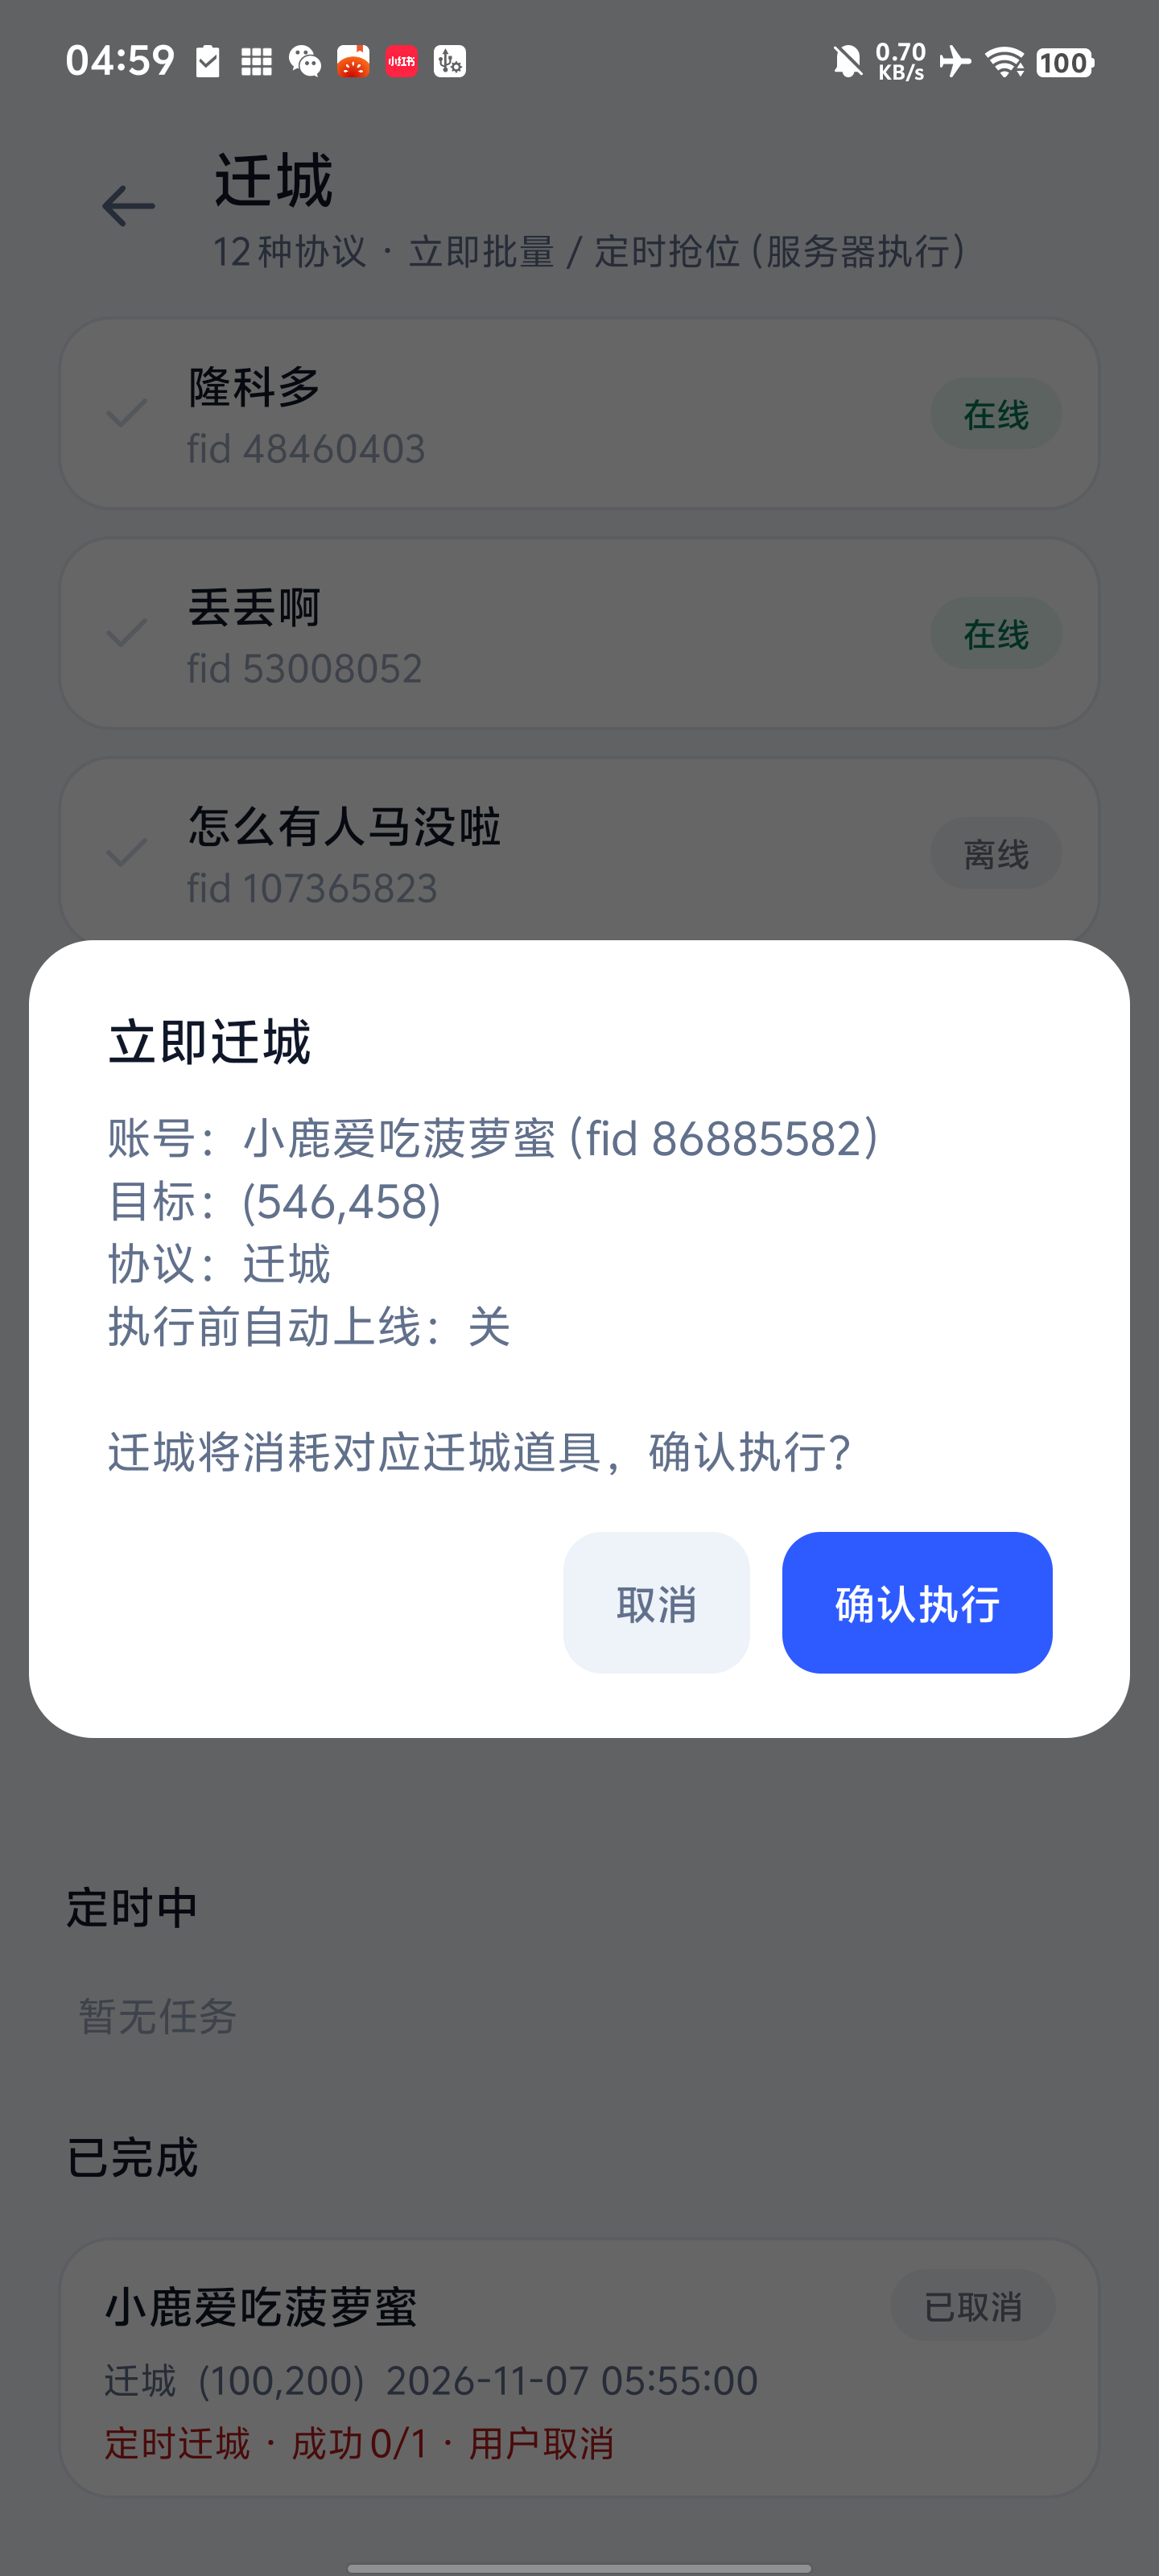 04:59
小红书
0.70
KB/s
100
迁城
12种协议 · 立即批量 / 定时抢位 (服务器执行)
隆科多
fid 48460403
在线
丢丢啊
fid 53008052
在线
怎么有人马没啦
fid 107365823
离线
立即迁城
账号：小鹿爱吃菠萝蜜 (fid 86885582)
目标：(546,458)
协议：迁城
执行前自动上线：关
迁城将消耗对应迁城道具，确认执行？
取消
确认执行
定时中
暂无任务
已完成
小鹿爱吃菠萝蜜
已取消
迁城 (100,200) 2026-11-07 05:55:00
定时迁城 · 成功 0/1 · 用户取消